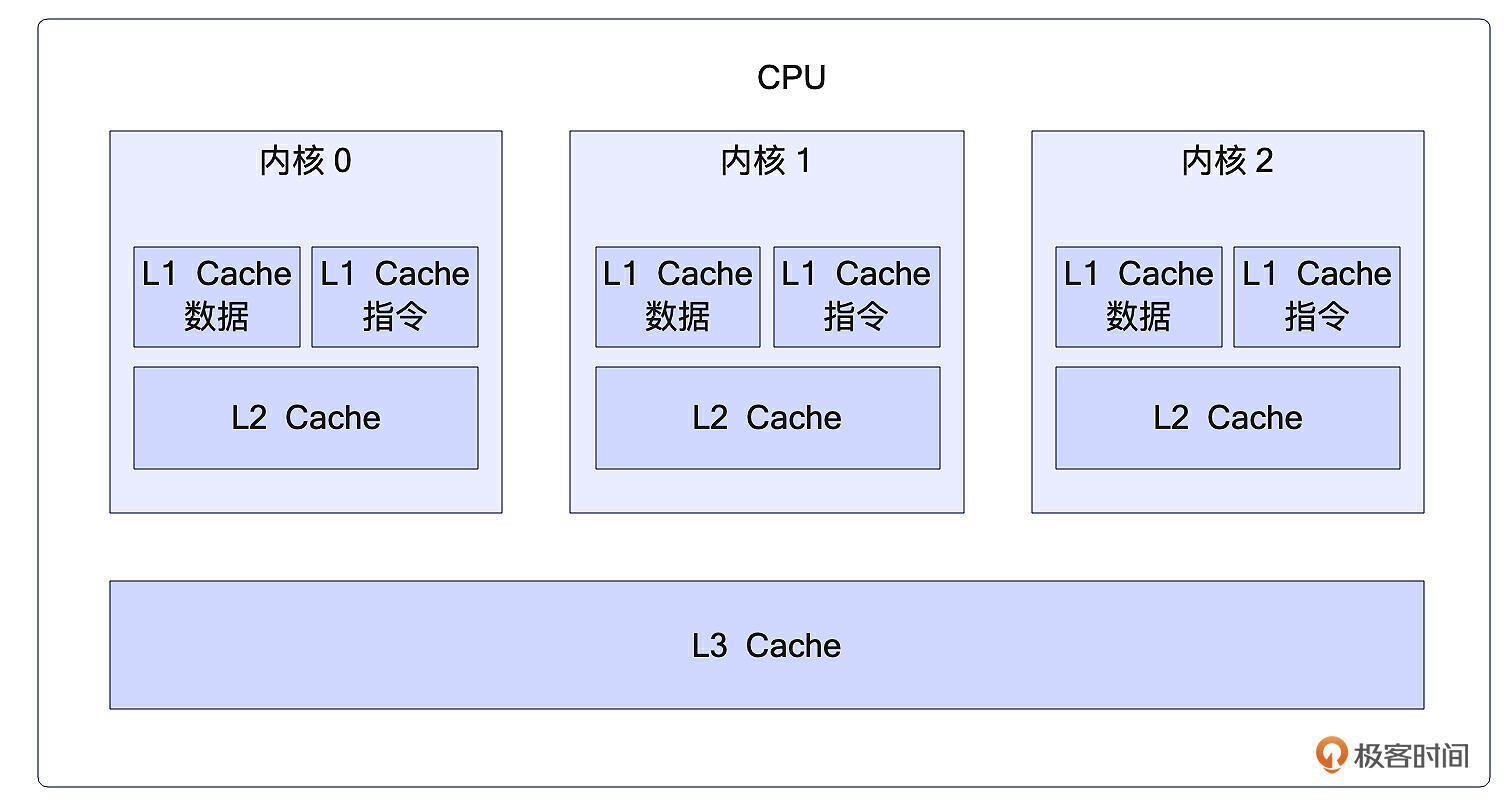 CPU
内核 0
内核 1
内核 2
L1 Cache
数据
L1 Cache
指令
L1 Cache
数据
L1 Cache
指令
L1 Cache
数据
L1 Cache
指令
L2 Cache
L2 Cache
L2 Cache
L3 Cache
极客时间